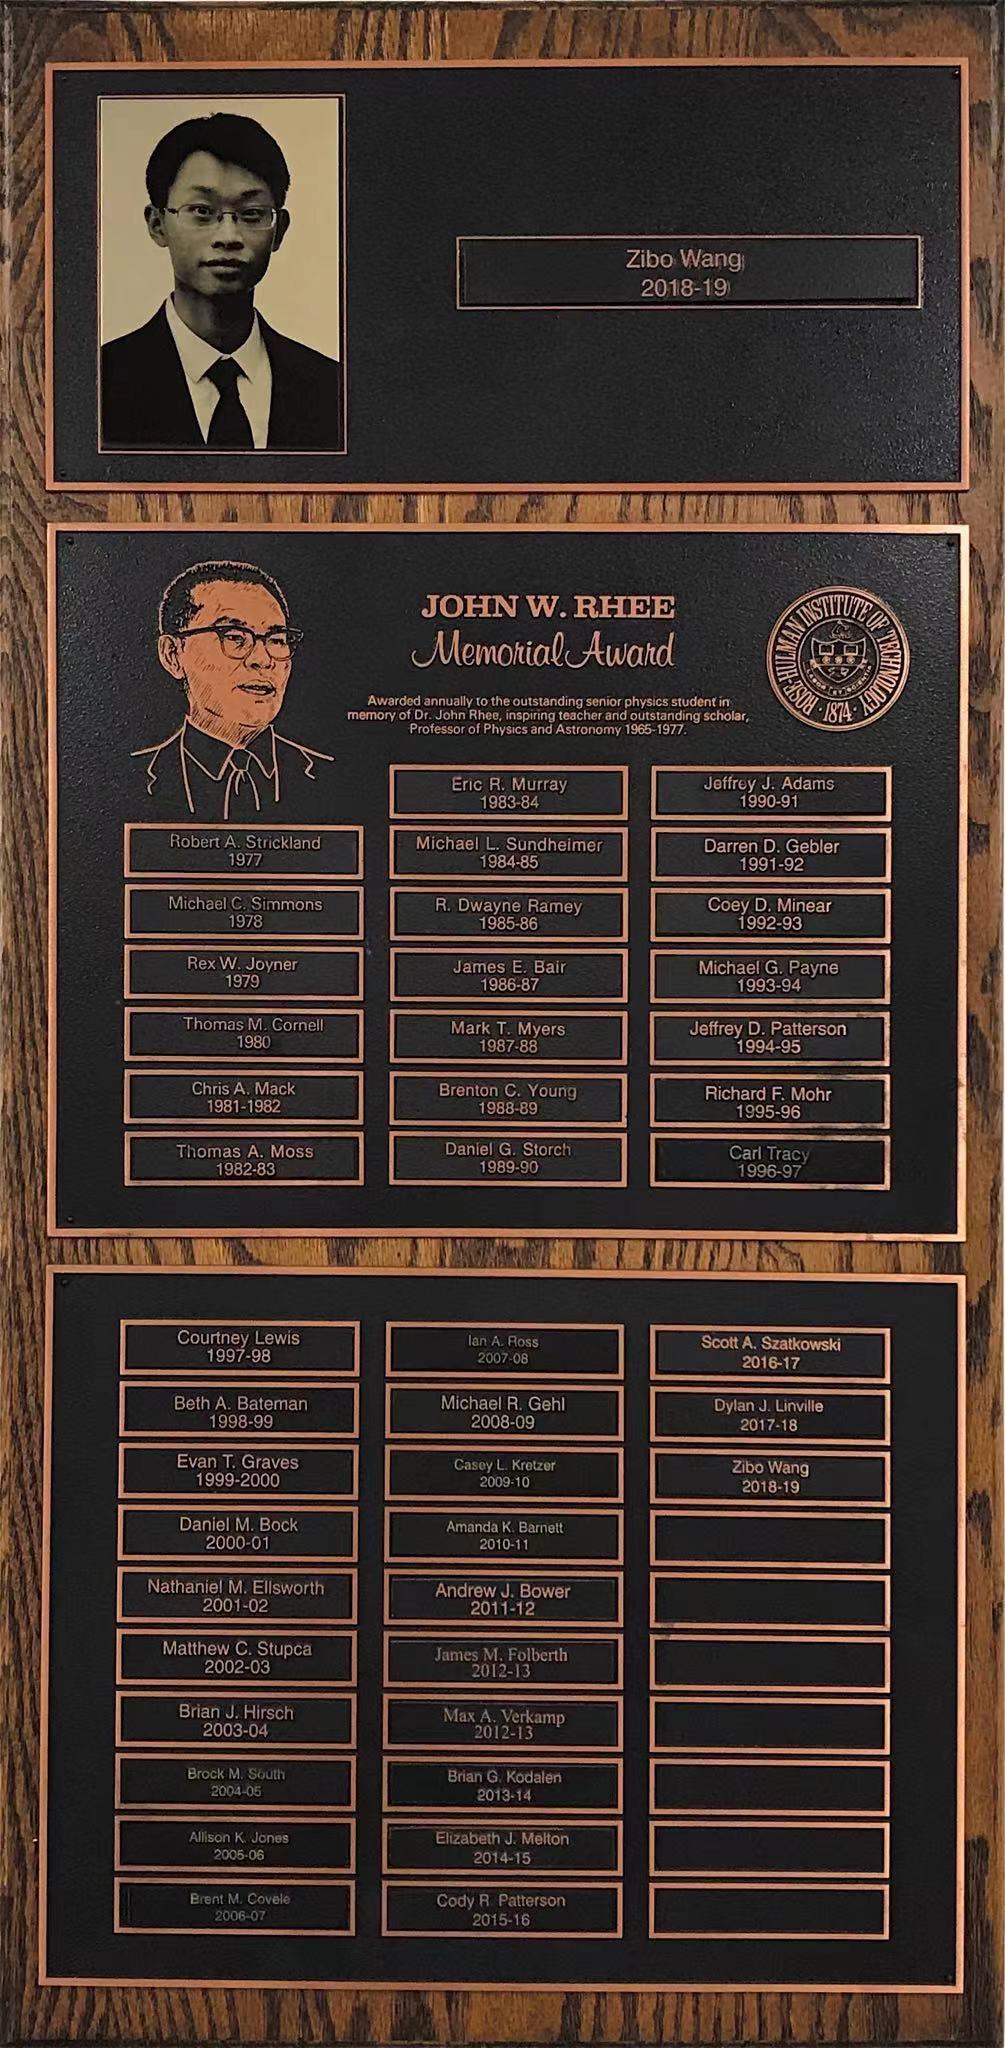 Zibo Wang
2018-19
JOHN W. RHEE
Memorial Award
Awarded annually to the outstanding senior physics student in
memory of Dr. John Rhee, inspiring teacher and outstanding scholar,
Professor of Physics and Astronomy 1965-1977.
ROSE-HULMAN INSTITUTE OF TECHNOLOGY
LABOR ET SCIENTIA
· 1874 ·
Robert A. Strickland
1977
Michael C. Simmons
1978
Rex W. Joyner
1979
Thomas M. Cornell
1980
Chris A. Mack
1981-1982
Thomas A. Moss
1982-83
Eric R. Murray
1983-84
Michael L. Sundheimer
1984-85
R. Dwayne Ramey
1985-86
James E. Bair
1986-87
Mark T. Myers
1987-88
Brenton C. Young
1988-89
Daniel G. Storch
1989-90
Jeffrey J. Adams
1990-91
Darren D. Gebler
1991-92
Coey D. Minear
1992-93
Michael G. Payne
1993-94
Jeffrey D. Patterson
1994-95
Richard F. Mohr
1995-96
Carl Tracy
1996-97
Courtney Lewis
1997-98
Beth A. Bateman
1998-99
Evan T. Graves
1999-2000
Daniel M. Bock
2000-01
Nathaniel M. Ellsworth
2001-02
Matthew C. Stupca
2002-03
Brian J. Hirsch
2003-04
Brock M. South
2004-05
Allison K. Jones
2005-06
Brent M. Covele
2006-07
Ian A. Ross
2007-08
Michael R. Gehl
2008-09
Casey L. Kretzer
2009-10
Amanda K. Barnett
2010-11
Andrew J. Bower
2011-12
James M. Folberth
2012-13
Max A. Verkamp
2012-13
Brian G. Kodalen
2013-14
Elizabeth J. Melton
2014-15
Cody R. Patterson
2015-16
Scott A. Szatkowski
2016-17
Dylan J. Linville
2017-18
Zibo Wang
2018-19